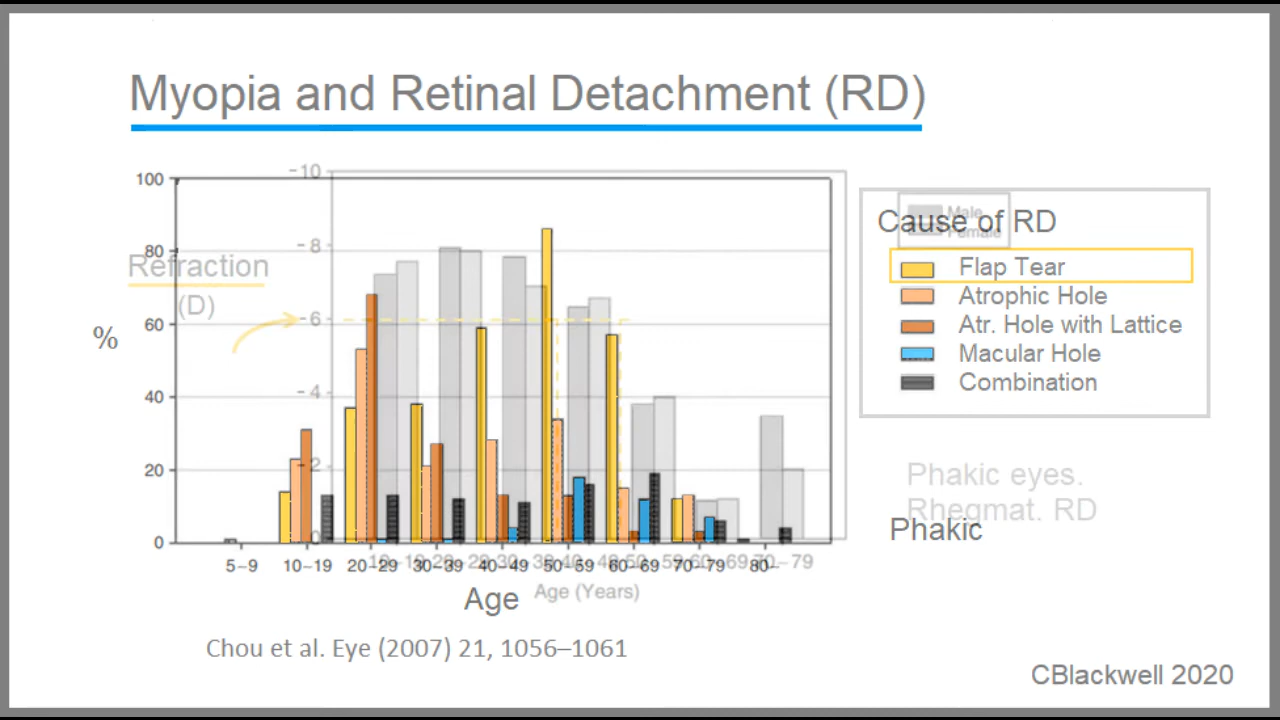 Myopia and Retinal Detachment (RD)
-10
100
-8
80
Refraction
(D)
-6
60
%
-4
40
-2
20
0
0
5-9 10-19 20-29 30-39 40-49 50-59 60-69 70-79 80-
Age
Age (Years)
Chou et al. Eye (2007) 21, 1056–1061
Male
Female
Cause of RD
Flap Tear
Atrophic Hole
Atr. Hole with Lattice
Macular Hole
Combination
Phakic eyes.
Rhegmat. RD
Phakic
CBlackwell 2020